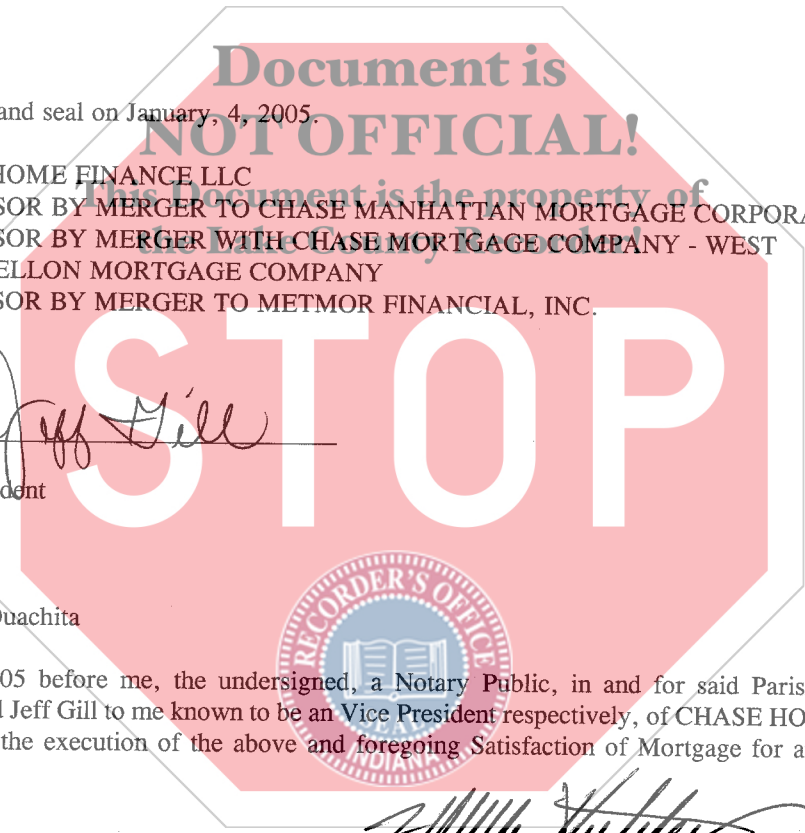 Document is
and seal on January, 4, 2005.
NOT OFFICIAL!
HOME FINANCE LLC
This Document is the property of
SOR BY MERGER TO CHASE MANHATTAN MORTGAGE CORPORA
the Lake County Recorder!
SOR BY MERGER WITH CHASE MORTGAGE COMPANY - WEST
ELLON MORTGAGE COMPANY
SOR BY MERGER TO METMOR FINANCIAL, INC.
STOP
Jeff Gill
dent
RECORDER'S OFFICE
Ouachita
05 before me, the undersigned, a Notary Public, in and for said Paris
Jeff Gill to me known to be an Vice President respectively, of CHASE HO
SEAL
the execution of the above and foregoing Satisfaction of Mortgage for a
INDIANA